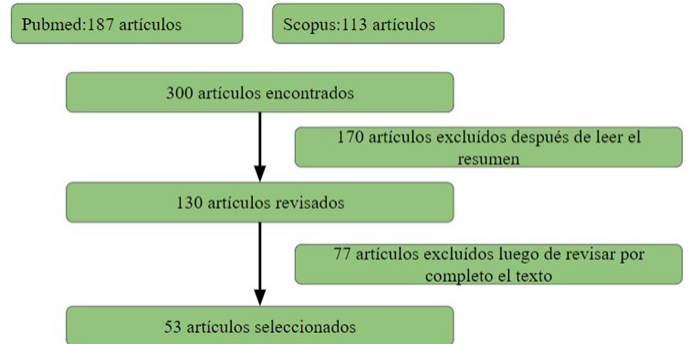 Pubmed:187 artículos
Scopus:113 artículos
300 artículos encontrados
170 artículos excluídos después de leer el
resumen
130 artículos revisados
77 artículos excluídos luego de revisar por
completo el texto
53 artículos seleccionados